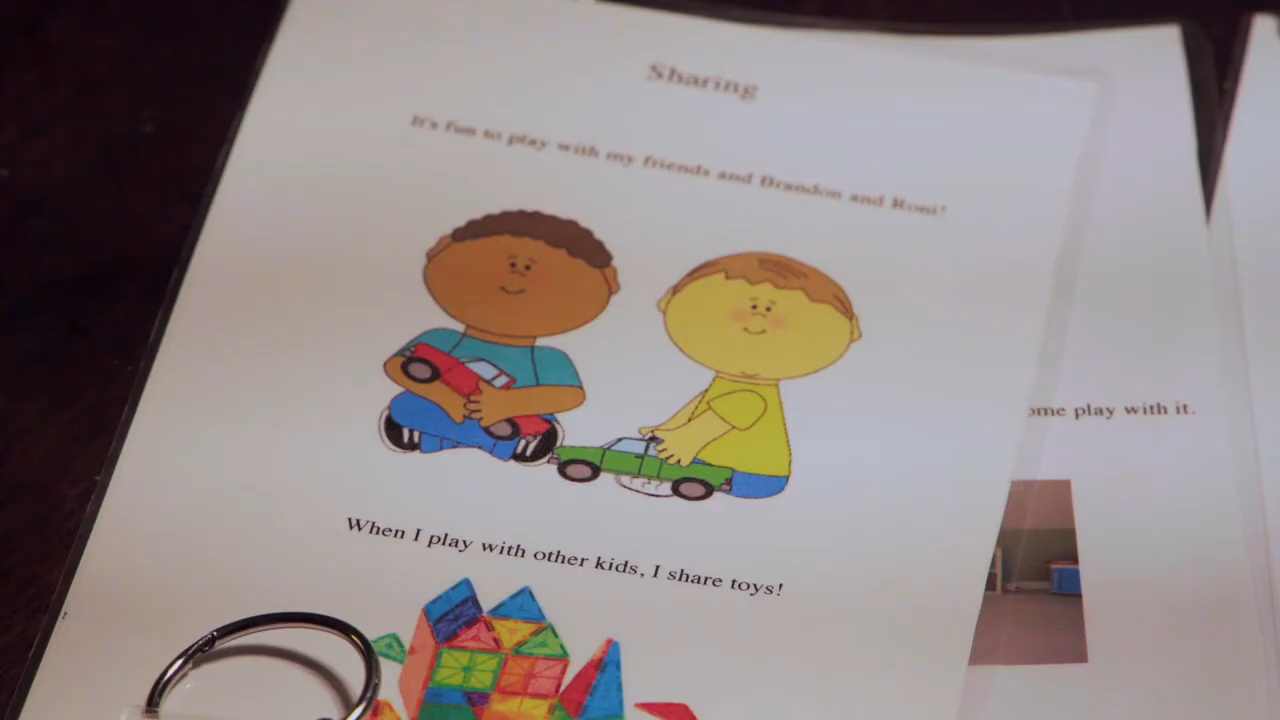 Sharing
It's fun to play with my friends and Brandon and Roni!
When I play with other kids, I share toys!
ome play with it.